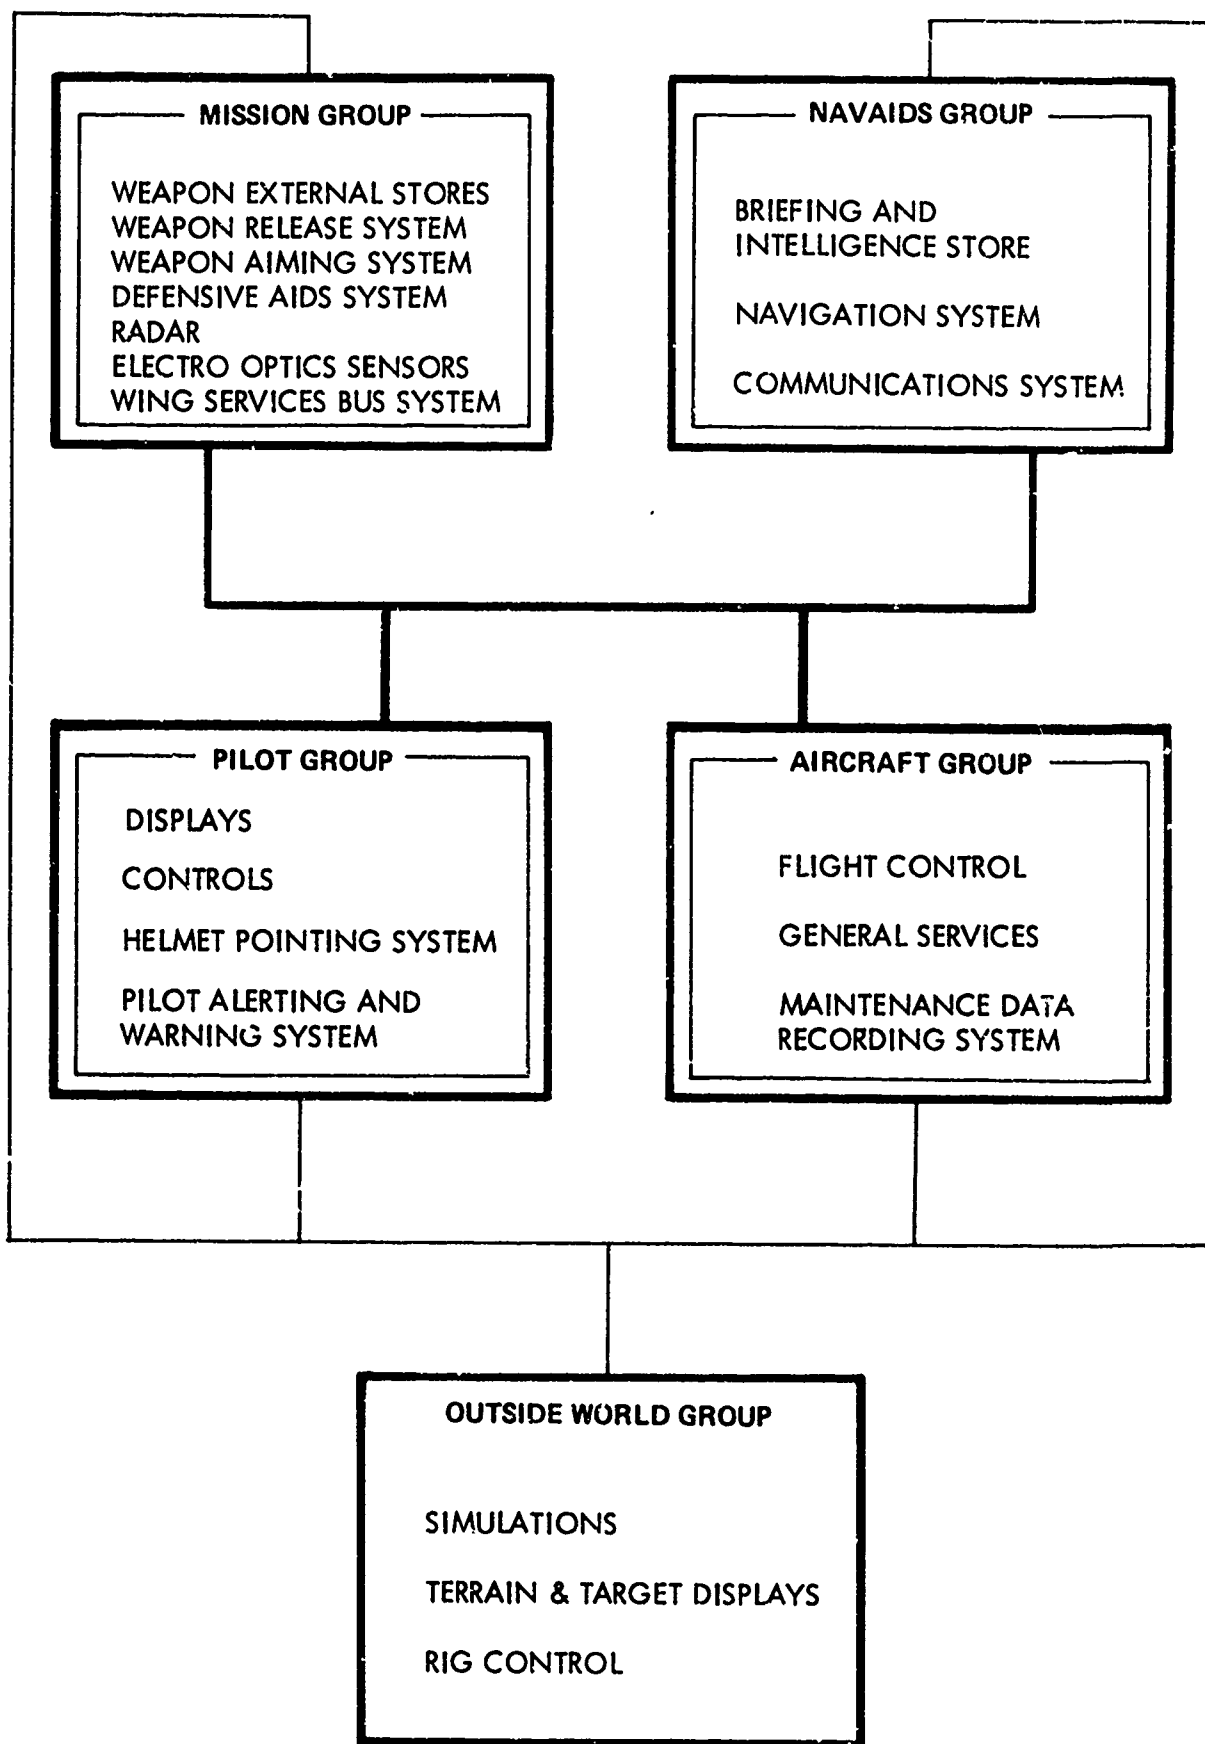 MISSION GROUP
WEAPON EXTERNAL STORES
WEAPON RELEASE SYSTEM
WEAPON AIMING SYSTEM
DEFENSIVE AIDS SYSTEM
RADAR
ELECTRO OPTICS SENSORS
WING SERVICES BUS SYSTEM
NAVAIDS GROUP
BRIEFING AND
INTELLIGENCE STORE
NAVIGATION SYSTEM
COMMUNICATIONS SYSTEM
PILOT GROUP
DISPLAYS
CONTROLS
HELMET POINTING SYSTEM
PILOT ALERTING AND
WARNING SYSTEM
AIRCRAFT GROUP
FLIGHT CONTROL
GENERAL SERVICES
MAINTENANCE DATA
RECORDING SYSTEM
OUTSIDE WORLD GROUP
SIMULATIONS
TERRAIN & TARGET DISPLAYS
RIG CONTROL